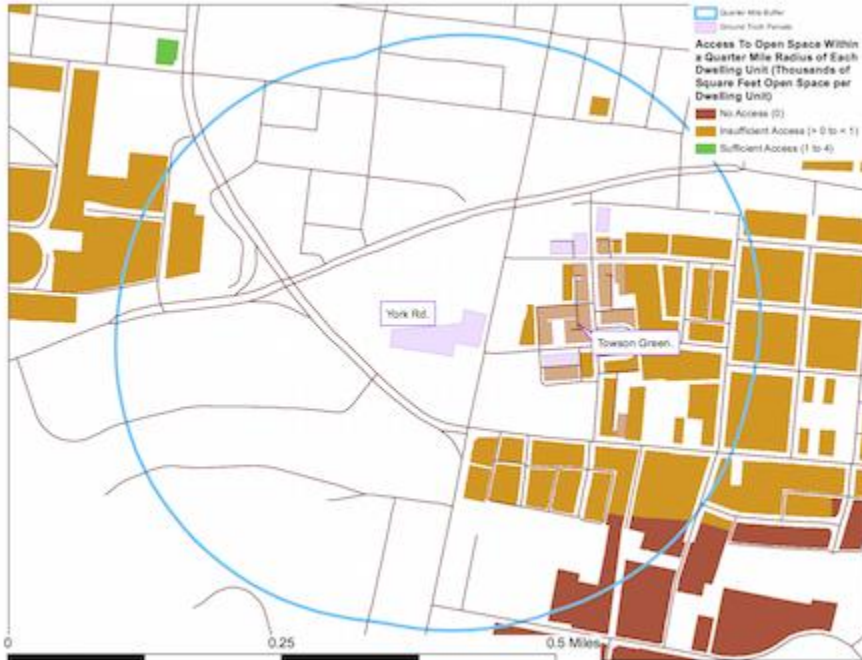 Quarter Mile Buffer
Ground Truth Parcels
Access To Open Space Within
a Quarter Mile Radius of Each
Dwelling Unit (Thousands of
Square Feet Open Space per
Dwelling Unit)
No Access (0)
Insufficient Access (> 0 to < 1)
Sufficient Access (1 to 4)
York Rd.
Towson Green.
0
0.25
0.5 Miles